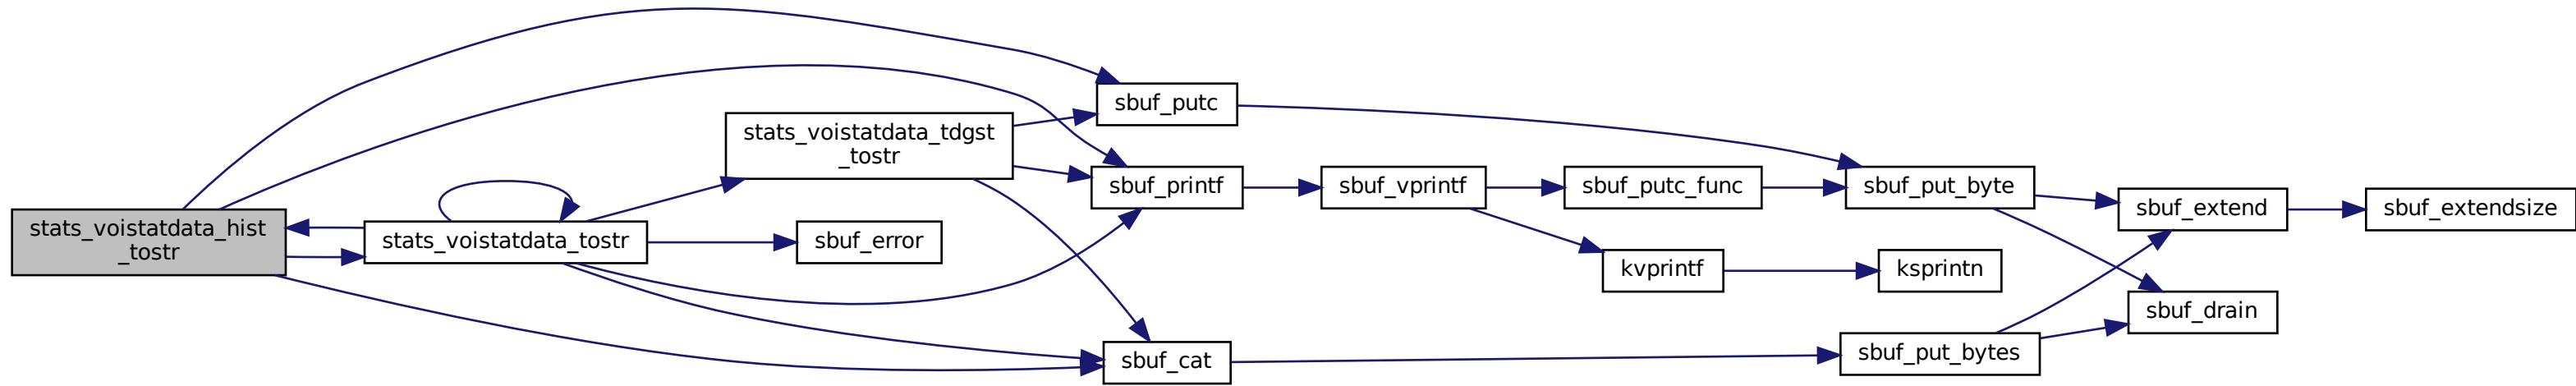 stats_voistatdata_hist
_tostr
stats_voistatdata_tostr
stats_voistatdata_tdgst
_tostr
sbuf_error
sbuf_putc
sbuf_printf
sbuf_cat
sbuf_vprintf
sbuf_putc_func
kvprintf
ksprintn
sbuf_put_byte
sbuf_put_bytes
sbuf_extend
sbuf_drain
sbuf_extendsize